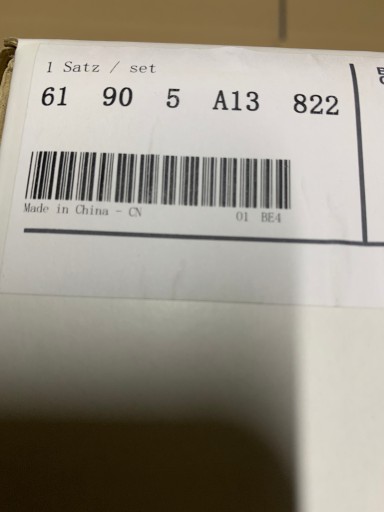 1 Satz / set
61 90 5 A13 822
Made in China - CN 01 BE4